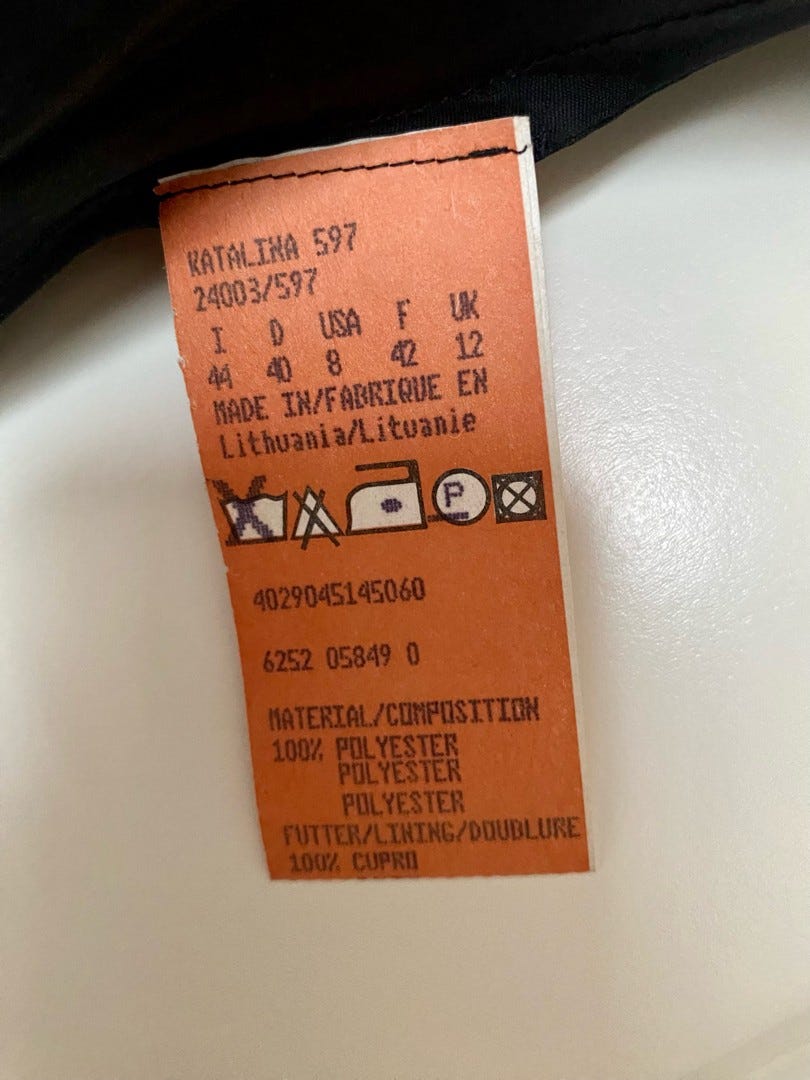 KATALINA 597
24003/597
I D USA F UK
44 40 8 42 12
MADE IN/FABRIQUE EN
Lithuania/Lituanie
P
4029045145060
6252 05849 0
MATERIAL/COMPOSITION
100% POLYESTER
POLYESTER
POLYESTER
FUTTER/LINING/DOUBLURE
100% CUPRO